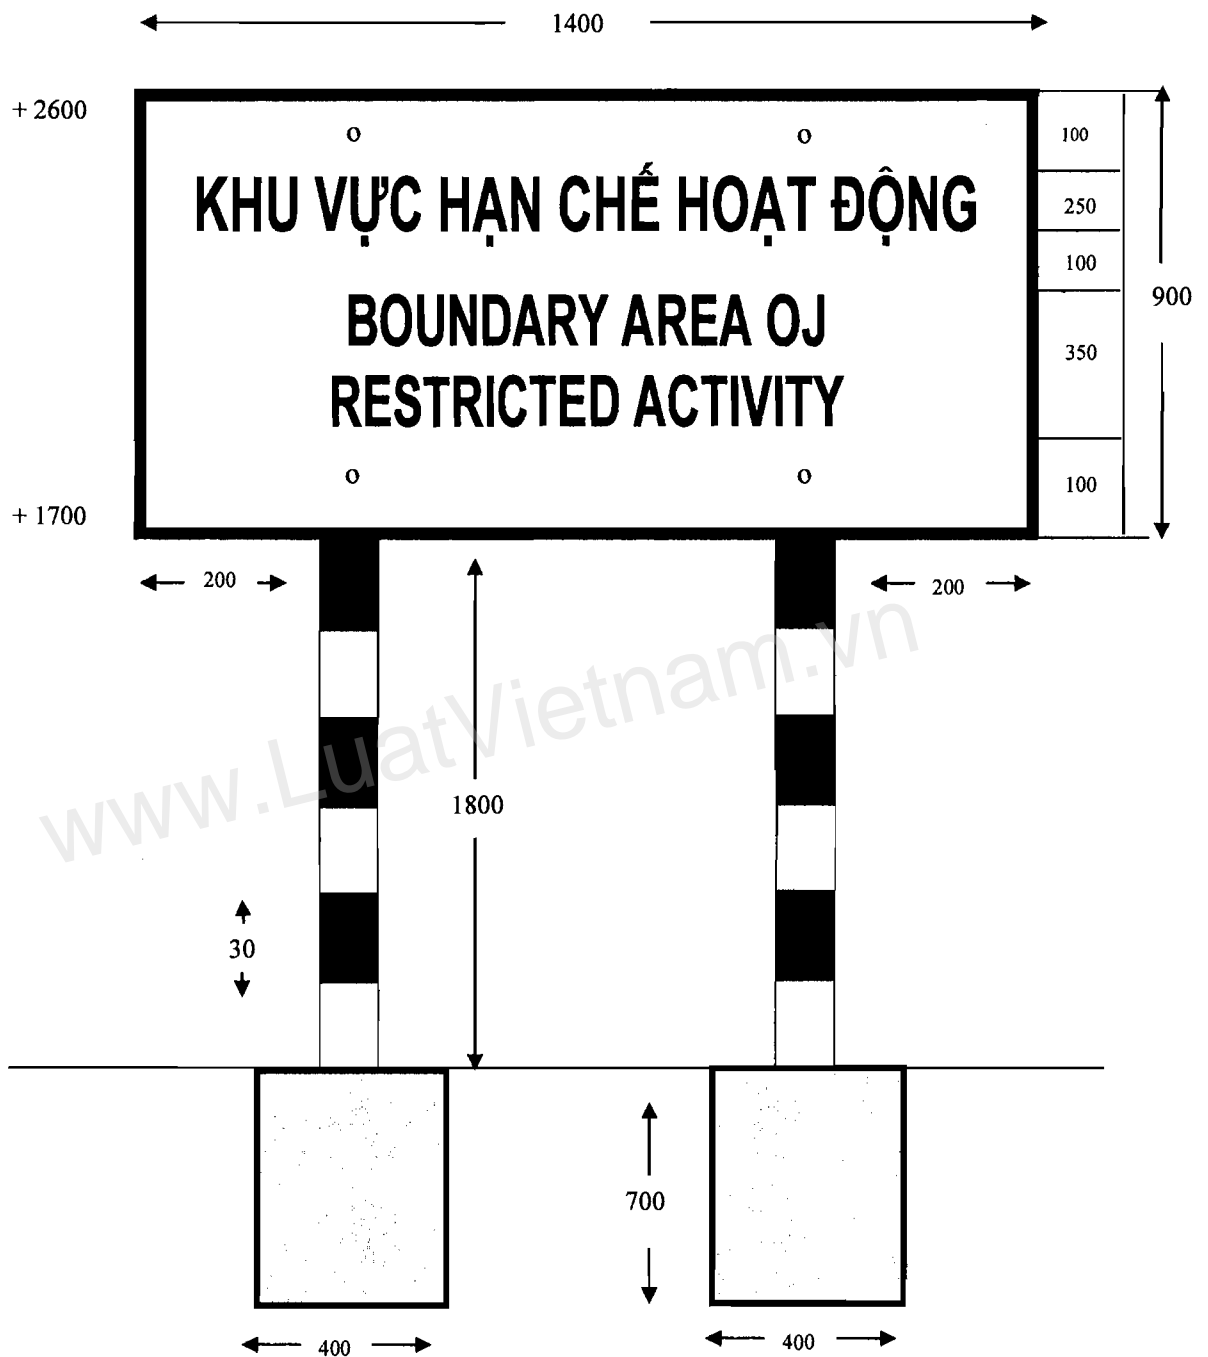 1400
+ 2600
o o
100
KHU VỰC HẠN CHẾ HOẠT ĐỘNG
250
100
900
BOUNDARY AREA OJ
350
RESTRICTED ACTIVITY
o o
100
+ 1700
200
200
www.LuatVietnam.vn
1800
30
700
400
400